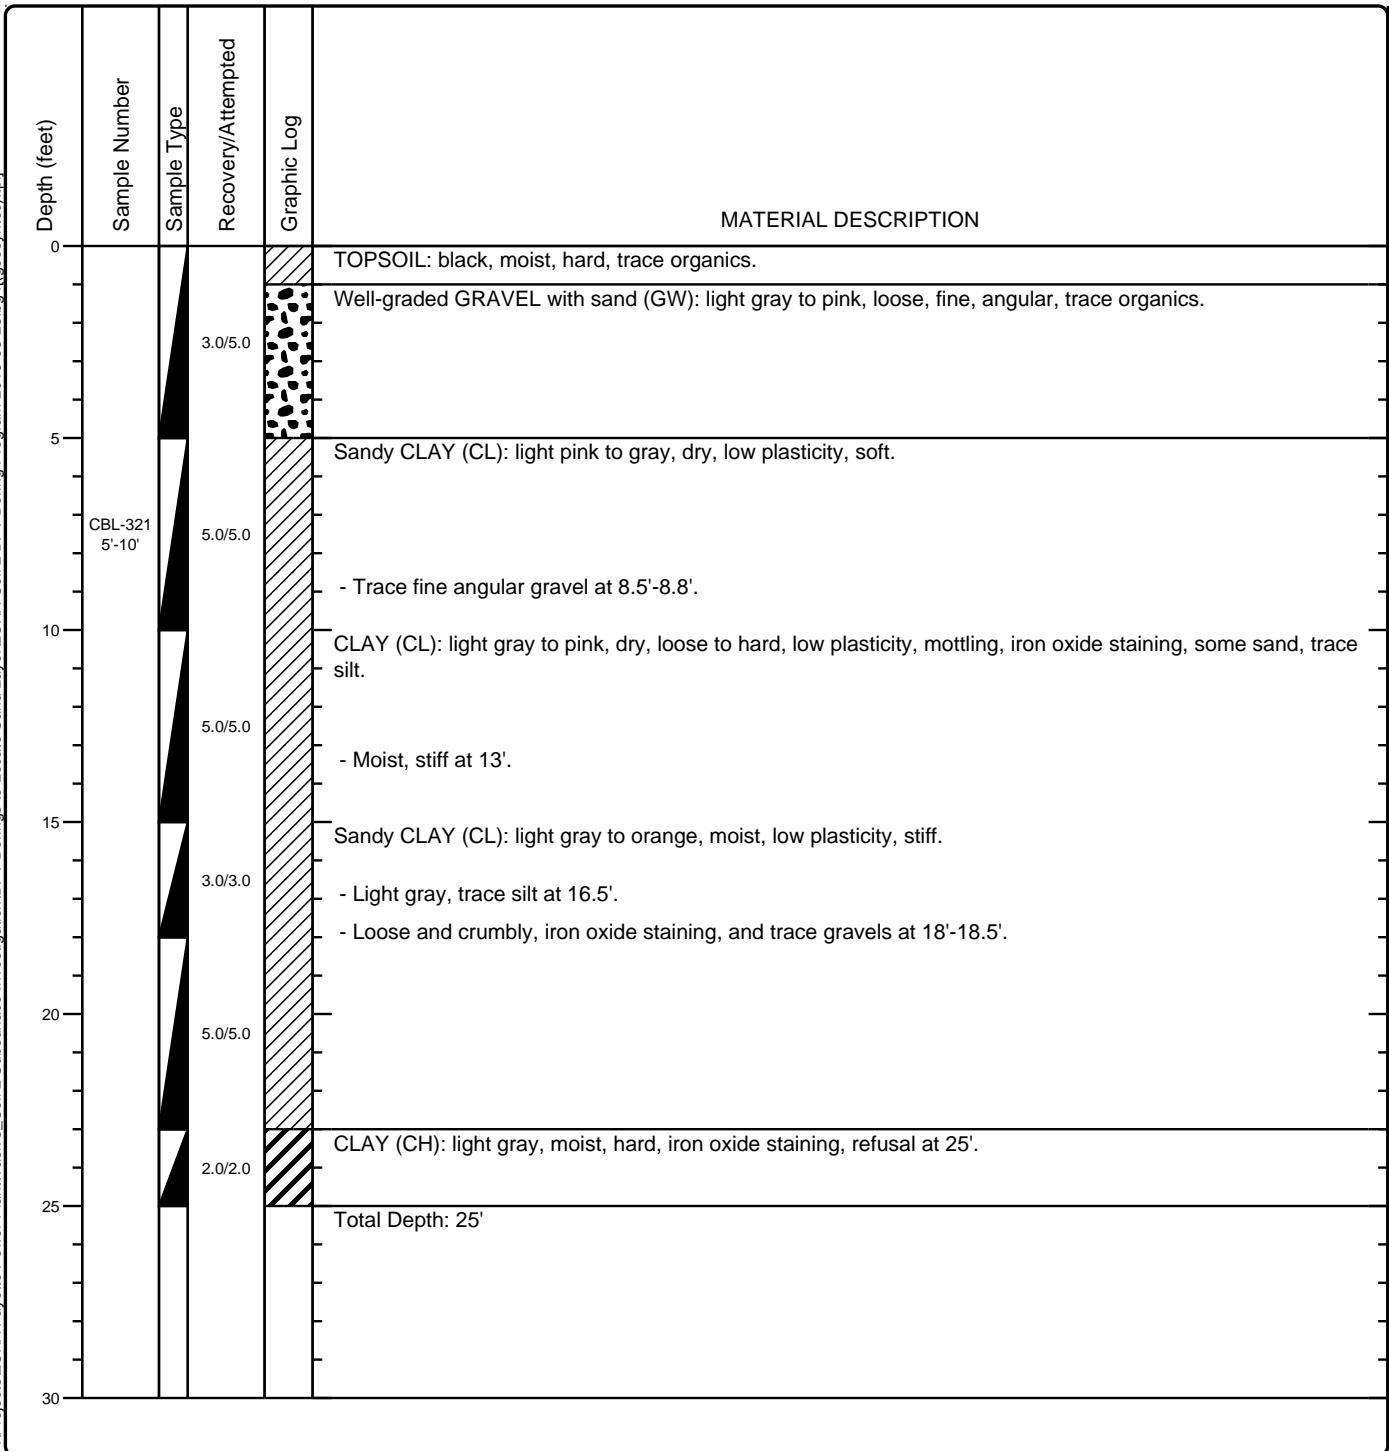 Depth (feet)
Sample Number
Sample Type
Recovery/Attempted
Graphic Log
MATERIAL DESCRIPTION
0
TOPSOIL: black, moist, hard, trace organics.
Well-graded GRAVEL with sand (GW): light gray to pink, loose, fine, angular, trace organics.
3.0/5.0
5
Sandy CLAY (CL): light pink to gray, dry, low plasticity, soft.
CBL-321
5'-10'
5.0/5.0
- Trace fine angular gravel at 8.5'-8.8'.
10
CLAY (CL): light gray to pink, dry, loose to hard, low plasticity, mottling, iron oxide staining, some sand, trace
silt.
5.0/5.0
- Moist, stiff at 13'.
15
Sandy CLAY (CL): light gray to orange, moist, low plasticity, stiff.
3.0/3.0
- Light gray, trace silt at 16.5'.
- Loose and crumbly, iron oxide staining, and trace gravels at 18'-18.5'.
20
5.0/5.0
CLAY (CH): light gray, moist, hard, iron oxide staining, refusal at 25'.
2.0/2.0
25
Total Depth: 25'
30